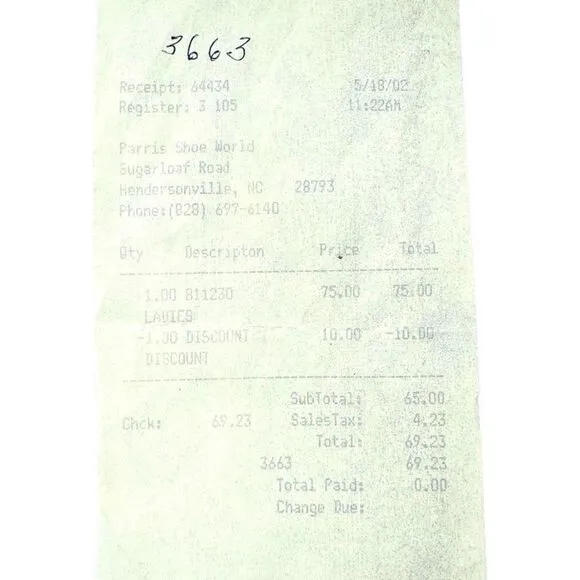 3663
Receipt: 64434 5/18/02
Register: 3 105 11:22AM
Parris Shoe World
Sugarloaf Road
Hendersonville, NC 28793
Phone:(828) 697-6140
Qty Descripton Price Total
1.00 811230 75.00 75.00
LADIES
-1.00 DISCOUNT 10.00 -10.00
DISCOUNT
SubTotal: 65.00
Chck: 69.23 SalesTax: 4.23
Total: 69.23
3663 69.23
Total Paid: 0.00
Change Due: